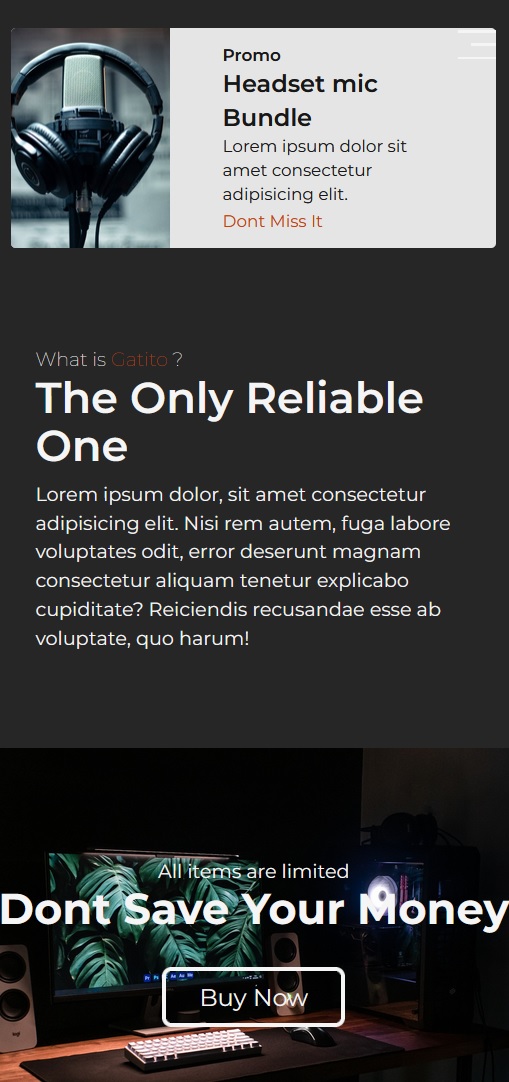 Promo
Headset mic
Bundle
Lorem ipsum dolor sit
amet consectetur
adipisicing elit.
Dont Miss It
What is Gatito ?
The Only Reliable
One
Lorem ipsum dolor, sit amet consectetur
adipisicing elit. Nisi rem autem, fuga labore
voluptates odit, error deserunt magnam
consectetur aliquam tenetur explicabo
cupiditate? Reiciendis recusandae esse ab
voluptate, quo harum!
All items are limited
Dont Save Your Money
Buy Now